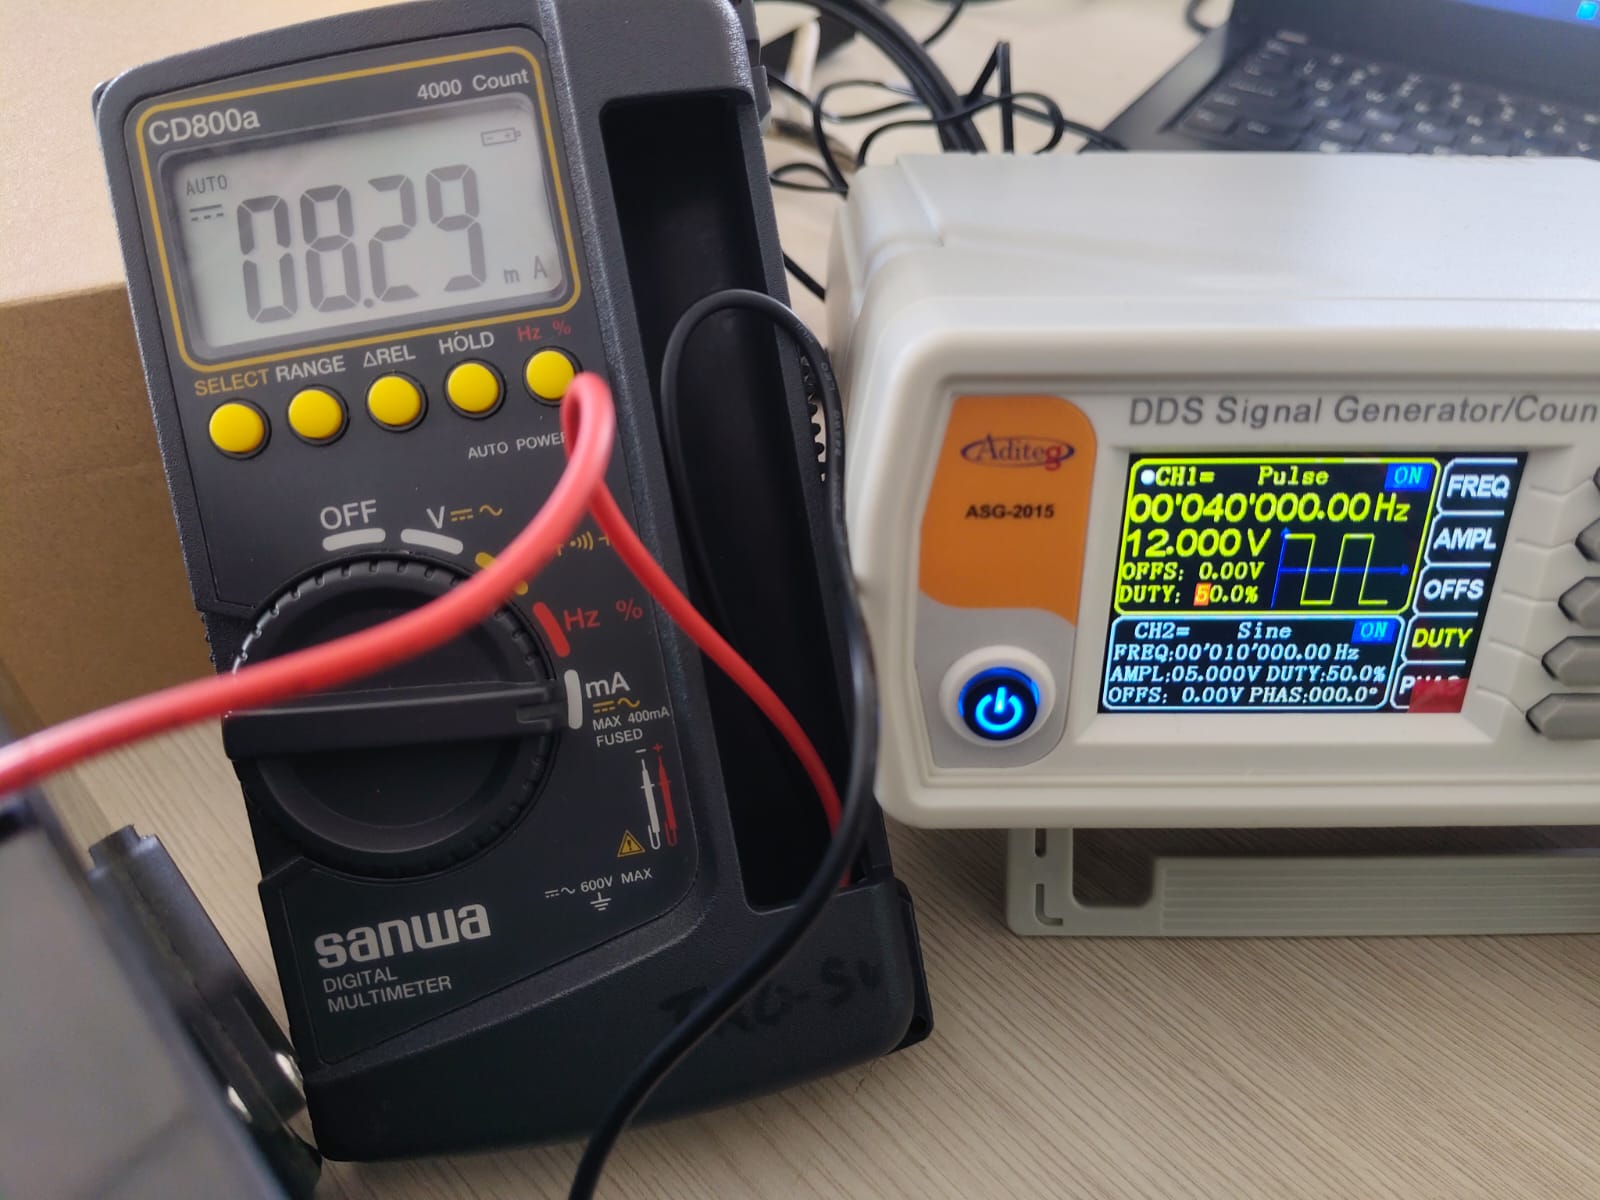 4000 Count
CD800a
AUTO
08.29
m A
SELECT RANGE ΔREL HOLD Hz %
AUTO POWER
OFF V
Hz %
mA
MAX 400mA
FUSED
- +
600V MAX
sanwa
DIGITAL
MULTIMETER
DDS Signal Generator/Coun
Aditeg
ASG-2015
CH1= Pulse ON
00'040'000.00 Hz
12.000 V
OFFS: 0.00V
DUTY: 50.0%
CH2= Sine ON
FREQ:00'010'000.00 Hz
AMPL:05.000V DUTY:50.0%
OFFS: 0.00V PHAS:000.0°
FREQ
AMPL
OFFS
DUTY
PHAS